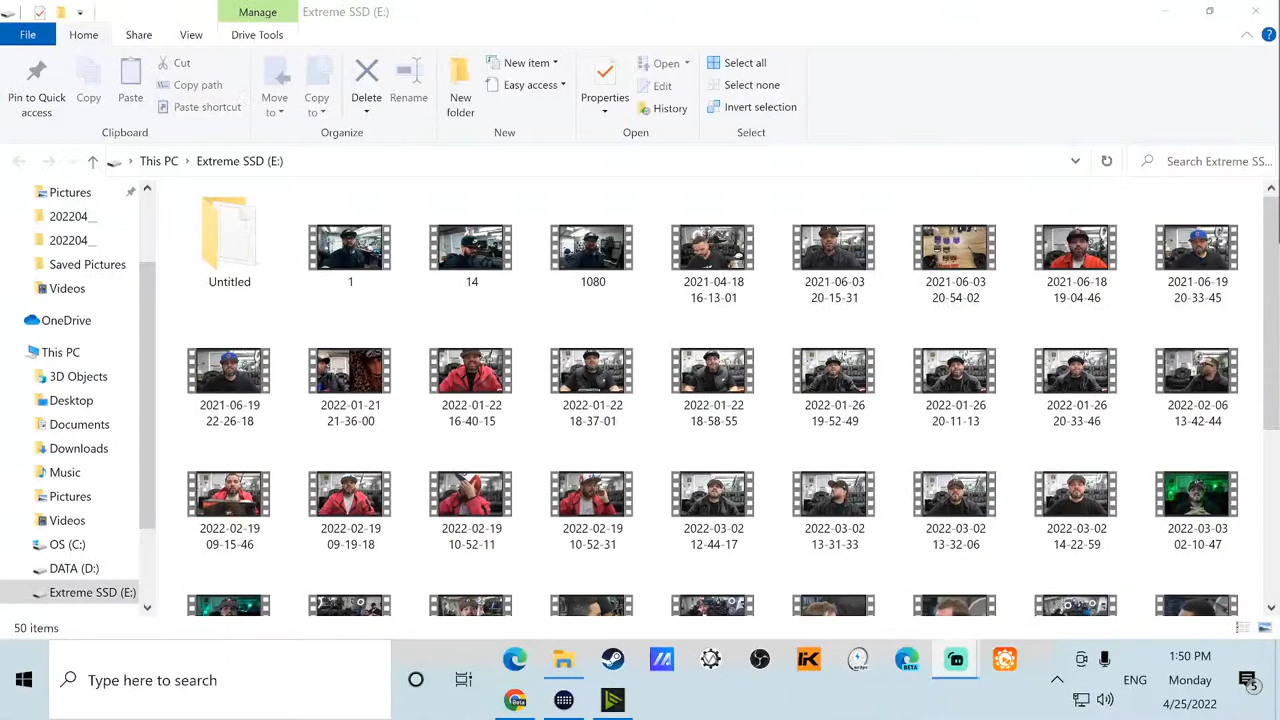 Manage
Extreme SSD (E:)
File
Home
Share
View
Drive Tools
Pin to Quick
access
Copy
Paste
Cut
Copy path
Paste shortcut
Clipboard
Move
to
Copy
to
Delete
Rename
Organize
New
folder
New item
Easy access
New
Properties
Open
Edit
History
Open
Select all
Select none
Invert selection
Select
This PC
Extreme SSD (E:)
Search Extreme SS...
Pictures
202204__
202204__
Saved Pictures
Videos
OneDrive
This PC
3D Objects
Desktop
Documents
Downloads
Music
Pictures
Videos
OS (C:)
DATA (D:)
Extreme SSD (E:)
Untitled
1
14
1080
2021-04-18
16-13-01
2021-06-03
20-15-31
2021-06-03
20-54-02
2021-06-18
19-04-46
2021-06-19
20-33-45
2021-06-19
22-26-18
2022-01-21
21-36-00
2022-01-22
16-40-15
2022-01-22
18-37-01
2022-01-22
18-58-55
2022-01-26
19-52-49
2022-01-26
20-11-13
2022-01-26
20-33-46
2022-02-06
13-42-44
2022-02-19
09-15-46
2022-02-19
09-19-18
2022-02-19
10-52-11
2022-02-19
10-52-31
2022-03-02
12-44-17
2022-03-02
13-31-33
2022-03-02
13-32-06
2022-03-02
14-22-59
2022-03-03
02-10-47
50 items
Type here to search
BETA
ENG
1:50 PM
Monday
4/25/2022
5